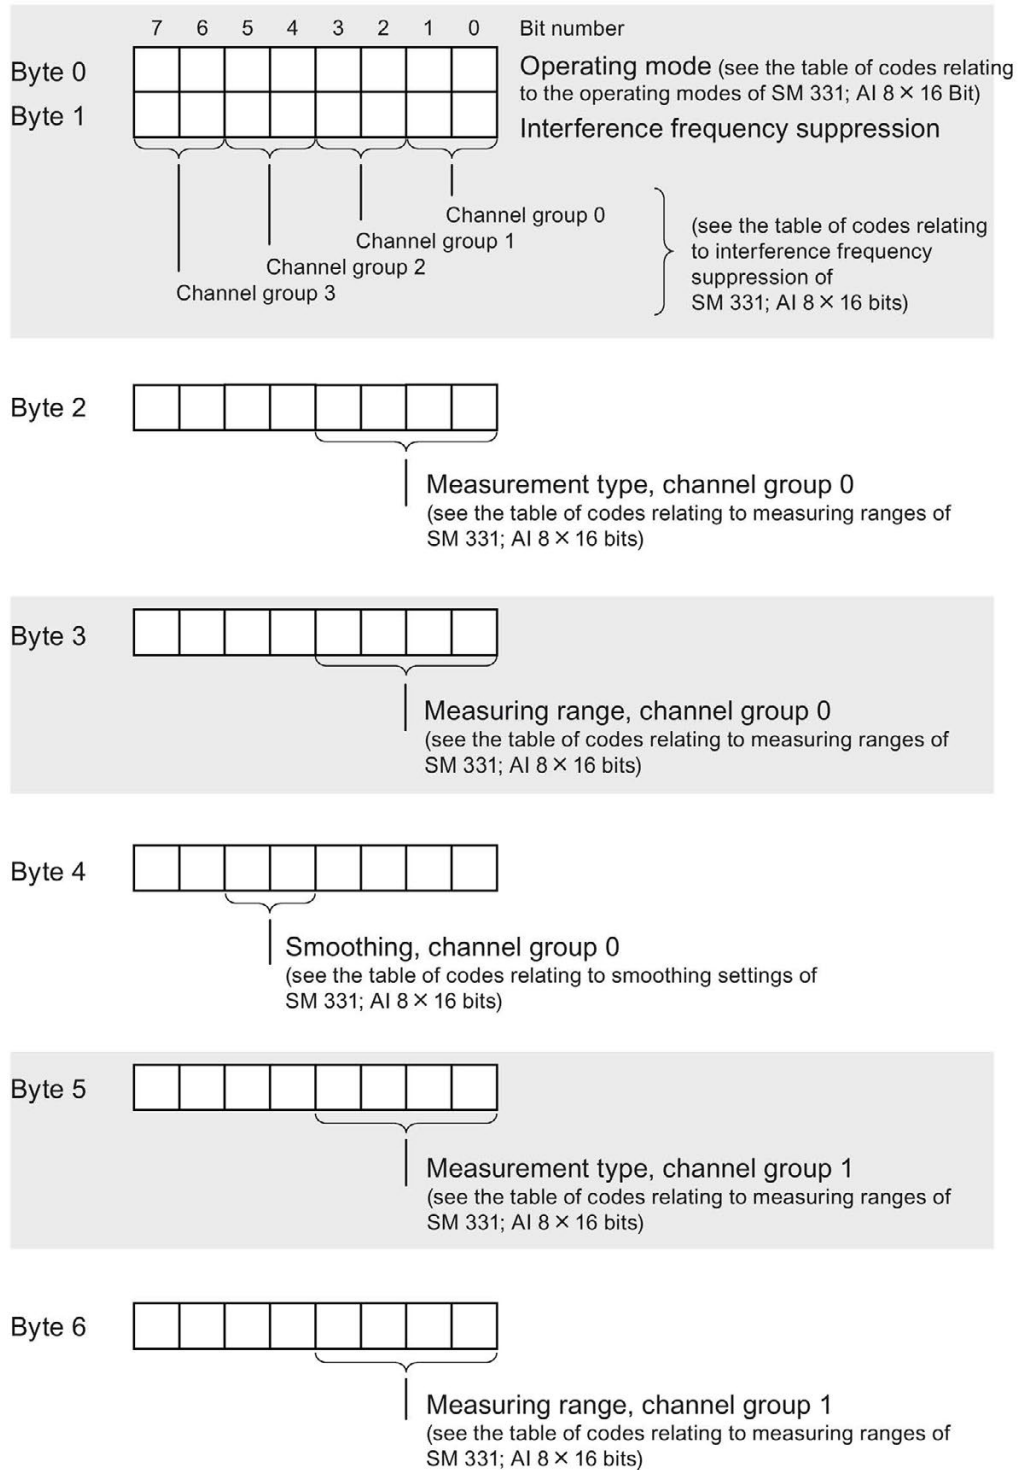 7 6 5 4 3 2 1 0 Bit number
Byte 0
Operating mode (see the table of codes relating
to the operating modes of SM 331; AI 8 × 16 Bit)
Byte 1
Interference frequency suppression
Channel group 0
Channel group 1
Channel group 2
Channel group 3
(see the table of codes relating
to interference frequency
suppression of
SM 331; AI 8 × 16 bits)
Byte 2
Measurement type, channel group 0
(see the table of codes relating to measuring ranges of
SM 331; AI 8 × 16 bits)
Byte 3
Measuring range, channel group 0
(see the table of codes relating to measuring ranges of
SM 331; AI 8 × 16 bits)
Byte 4
Smoothing, channel group 0
(see the table of codes relating to smoothing settings of
SM 331; AI 8 × 16 bits)
Byte 5
Measurement type, channel group 1
(see the table of codes relating to measuring ranges of
SM 331; AI 8 × 16 bits)
Byte 6
Measuring range, channel group 1
(see the table of codes relating to measuring ranges of
SM 331; AI 8 × 16 bits)